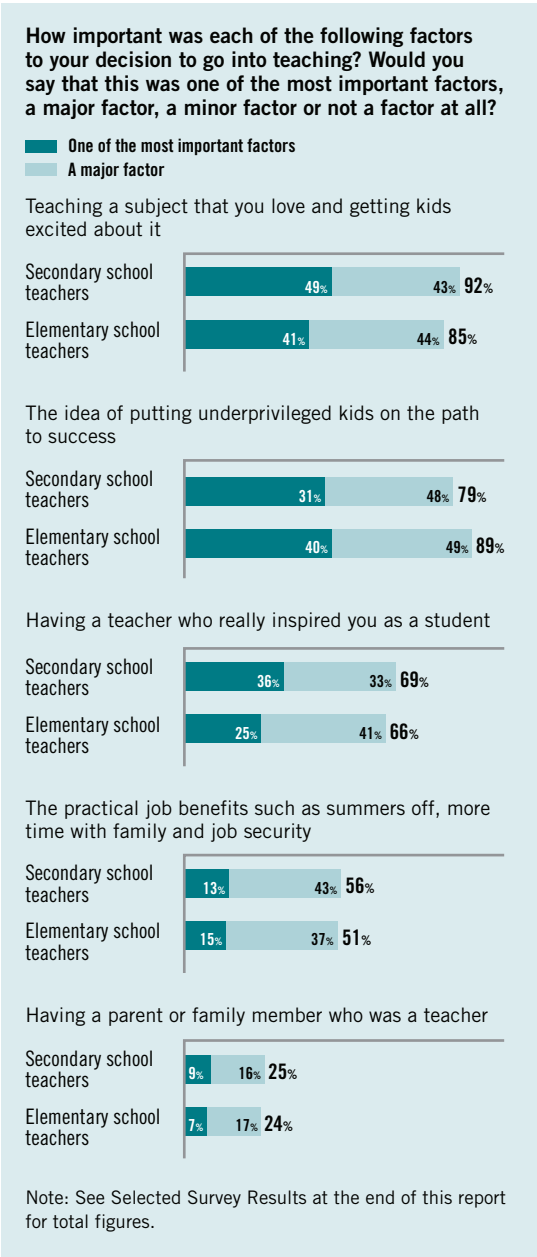 How important was each of the following factors
to your decision to go into teaching? Would you
say that this was one of the most important factors,
a major factor, a minor factor or not a factor at all?
One of the most important factors
A major factor
Teaching a subject that you love and getting kids
excited about it
Secondary school
teachers
49% 43% 92%
Elementary school
teachers
41% 44% 85%
The idea of putting underprivileged kids on the path
to success
Secondary school
teachers
31% 48% 79%
Elementary school
teachers
40% 49% 89%
Having a teacher who really inspired you as a student
Secondary school
teachers
36% 33% 69%
Elementary school
teachers
25% 41% 66%
The practical job benefits such as summers off, more
time with family and job security
Secondary school
teachers
13% 43% 56%
Elementary school
teachers
15% 37% 51%
Having a parent or family member who was a teacher
Secondary school
teachers
9% 16% 25%
Elementary school
teachers
7% 17% 24%
Note: See Selected Survey Results at the end of this report
for total figures.